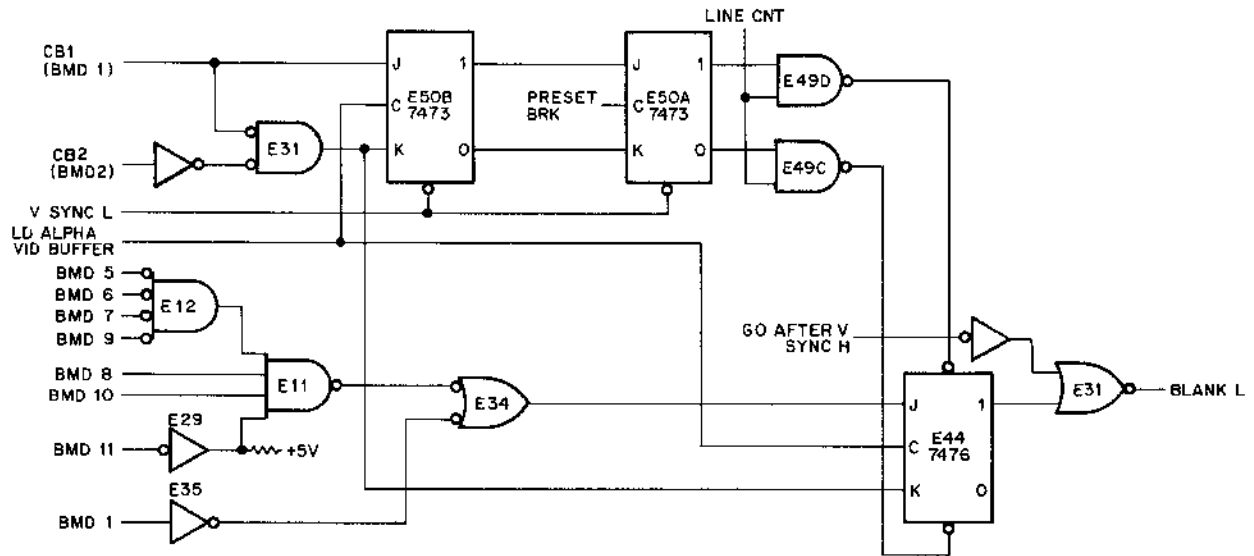 LINE CNT
CB1
(BMD 1)
J 1
E50B
7473
C
K 0
PRESET
BRK
J 1
E50A
7473
C
K 0
E49D
E49C
E31
CB2
(BMD2)
V SYNC L
LD ALPHA
VID BUFFER
BMD 5
BMD 6
BMD 7
BMD 9
E12
BMD 8
BMD 10
E11
E29
BMD 11
+5V
E35
BMD 1
E34
GO AFTER V
SYNC H
J 1
E44
7476
C
K 0
E31
BLANK L